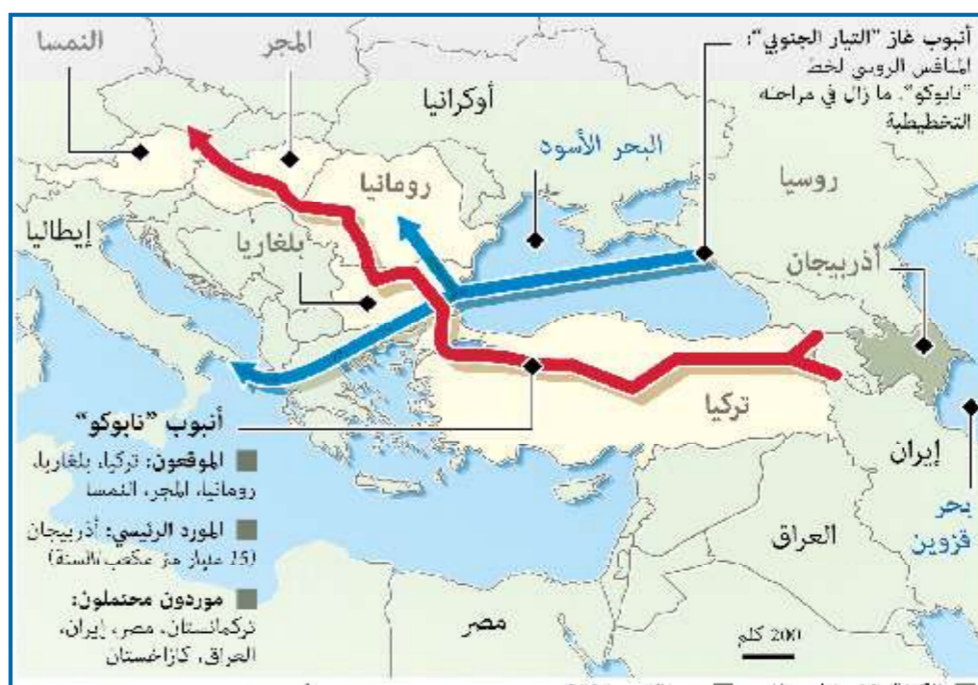 أنبوب غاز "التيار الجنوبي":
المنافس الروسي لخط
"نابوكو"، ما زال في مراحله
التخطيطية
النمسا
المجر
أوكرانيا
روسيا
البحر الأسود
رومانيا
إيطاليا
بلغاريا
أذربيجان
تركيا
إيران
بحر
قزوين
العراق
مصر
200 كلم
أنبوب "نابوكو"
الموقعون: تركيا، بلغاريا،
رومانيا، المجر، النمسا
المورد الرئيسي: أذربيجان
(15 مليار متر مكعب بالسنة)
موردون محتملون:
تركمانستان، مصر، إيران،
العراق، كازاخستان